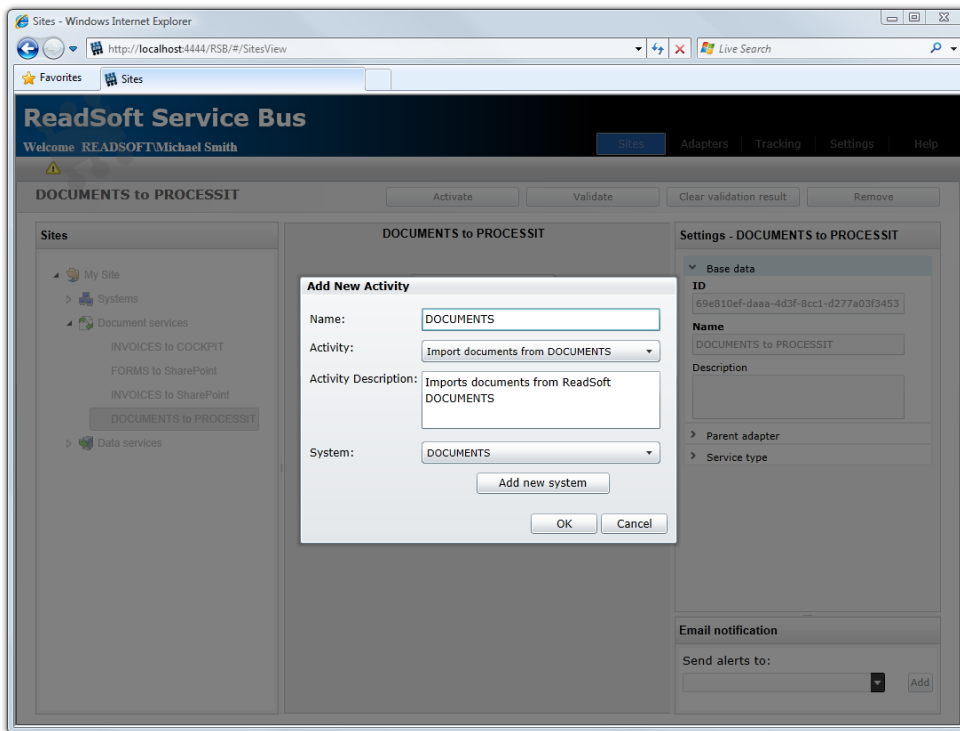 Sites - Windows Internet Explorer
http://localhost:4444/RSB/#/SitesView
Live Search
Favorites
Sites
ReadSoft Service Bus
Welcome READSOFT\Michael Smith
Sites
Adapters
Tracking
Settings
Help
DOCUMENTS to PROCESSIT
Activate
Validate
Clear validation result
Remove
Sites
My Site
Systems
Document services
INVOICES to COCKPIT
FORMS to SharePoint
INVOICES to SharePoint
DOCUMENTS to PROCESSIT
Data services
DOCUMENTS to PROCESSIT
Add New Activity
Name:
DOCUMENTS
Activity:
Import documents from DOCUMENTS
Activity Description:
Imports documents from ReadSoft
DOCUMENTS
System:
DOCUMENTS
Add new system
OK
Cancel
Settings - DOCUMENTS to PROCESSIT
Base data
ID
69e810ef-daaa-4d3f-8cc1-d277a03f3453
Name
DOCUMENTS to PROCESSIT
Description
Parent adapter
Service type
Email notification
Send alerts to:
Add